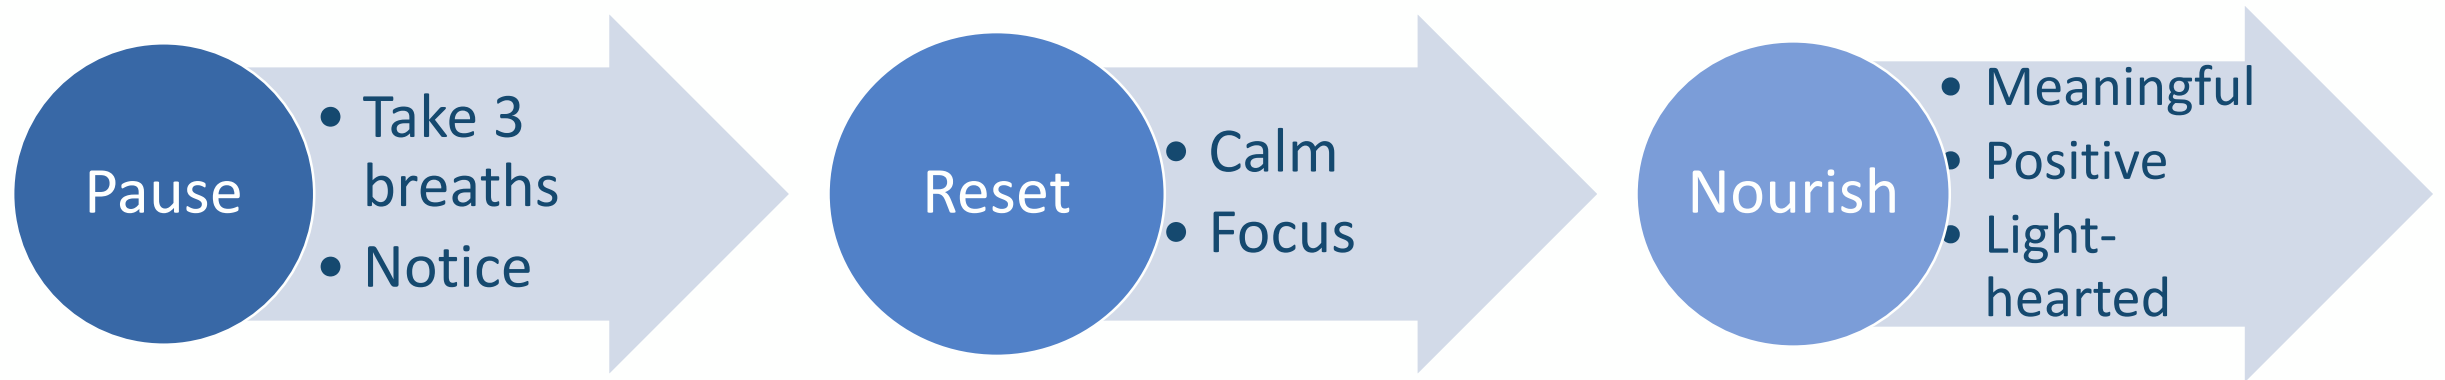 Pause
• Take 3
breaths
• Notice
Reset
• Calm
• Focus
Nourish
• Meaningful
• Positive
• Light-
hearted